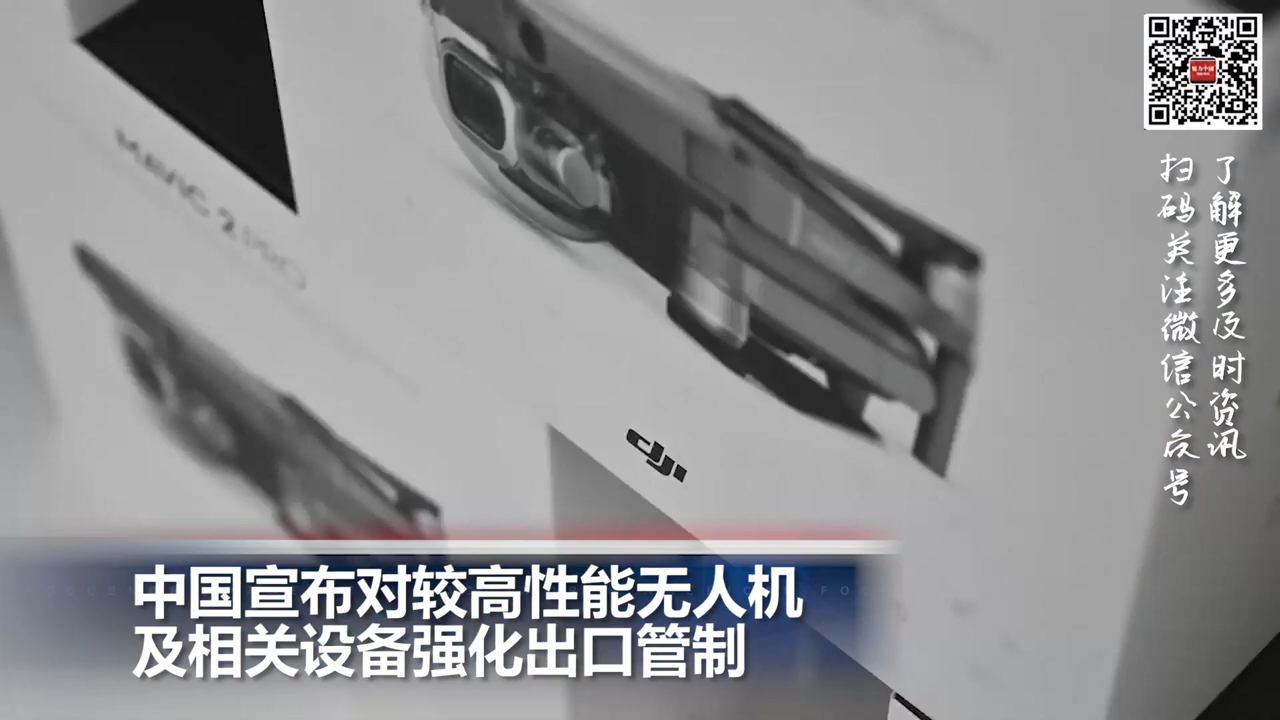 MAVIC 2 PRO
dji
了解更多及时资讯
扫码关注微信公众号
中国宣布对较高性能无人机
及相关设备强化出口管制